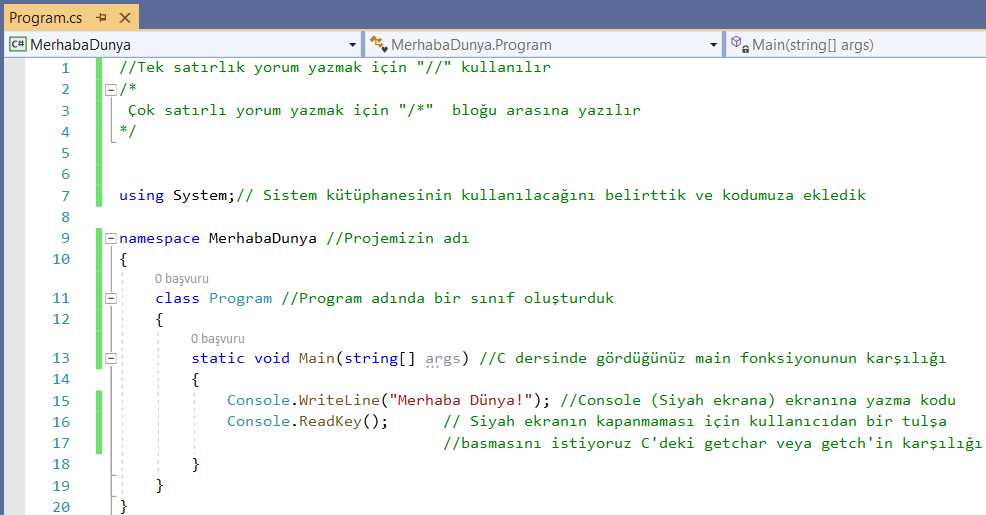 Program.cs
C# MerhabaDunya
MerhabaDunya.Program
Main(string[] args)
1 //Tek satırlık yorum yazmak için "//" kullanılır
2 /*
3 Çok satırlı yorum yazmak için "/*"  bloğu arasına yazılır
4 */
5
6
7 using System;// Sistem kütüphanesinin kullanılacağını belirttik ve kodumuza ekledik
8
9 namespace MerhabaDunya //Projemizin adı
10 {
0 başvuru
11 class Program //Program adında bir sınıf oluşturduk
12 {
0 başvuru
13 static void Main(string[] args) //C dersinde gördüğünüz main fonksiyonunun karşılığı
14 {
15 Console.WriteLine("Merhaba Dünya!"); //Console (Siyah ekrana) ekranına yazma kodu
16 Console.ReadKey();      // Siyah ekranın kapanmaması için kullanıcıdan bir tulşa
17 //basmasını istiyoruz C'deki getchar veya getch'in karşılığı
18 }
19 }
20 }